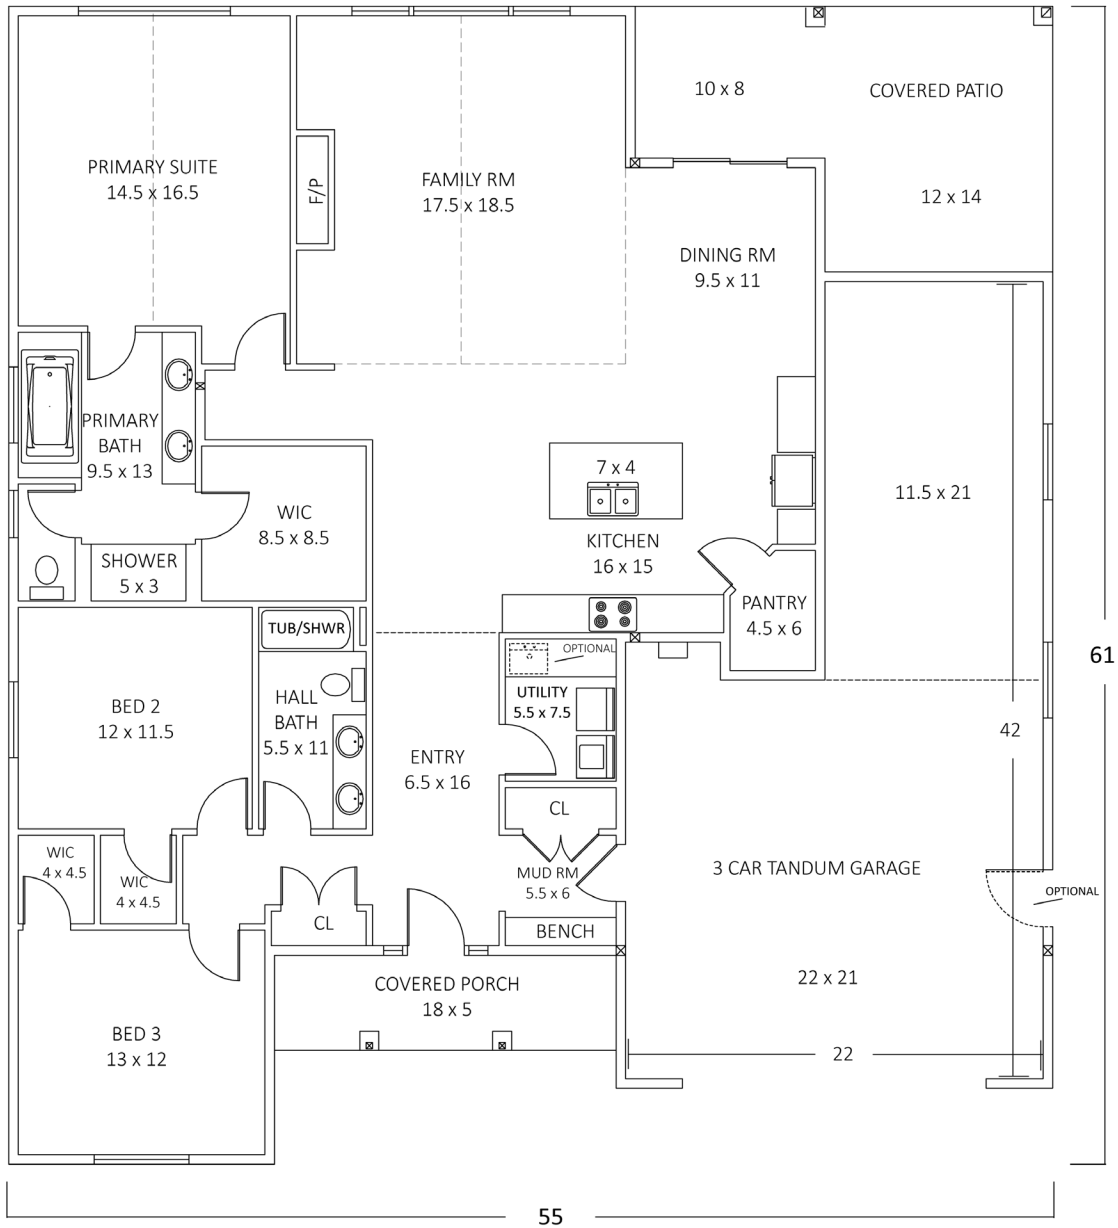 10 x 8
COVERED PATIO
12 x 14
PRIMARY SUITE
14.5 x 16.5
F/P
FAMILY RM
17.5 x 18.5
DINING RM
9.5 x 11
PRIMARY
BATH
9.5 x 13
WIC
8.5 x 8.5
SHOWER
5 x 3
7 x 4
KITCHEN
16 x 15
PANTRY
4.5 x 6
11.5 x 21
61
TUB/SHWR
OPTIONAL
UTILITY
5.5 x 7.5
BED 2
12 x 11.5
HALL
BATH
5.5 x 11
ENTRY
6.5 x 16
42
CL
WIC
4 x 4.5
WIC
4 x 4.5
MUD RM
5.5 x 6
3 CAR TANDUM GARAGE
OPTIONAL
CL
BENCH
COVERED PORCH
18 x 5
22 x 21
BED 3
13 x 12
22
55